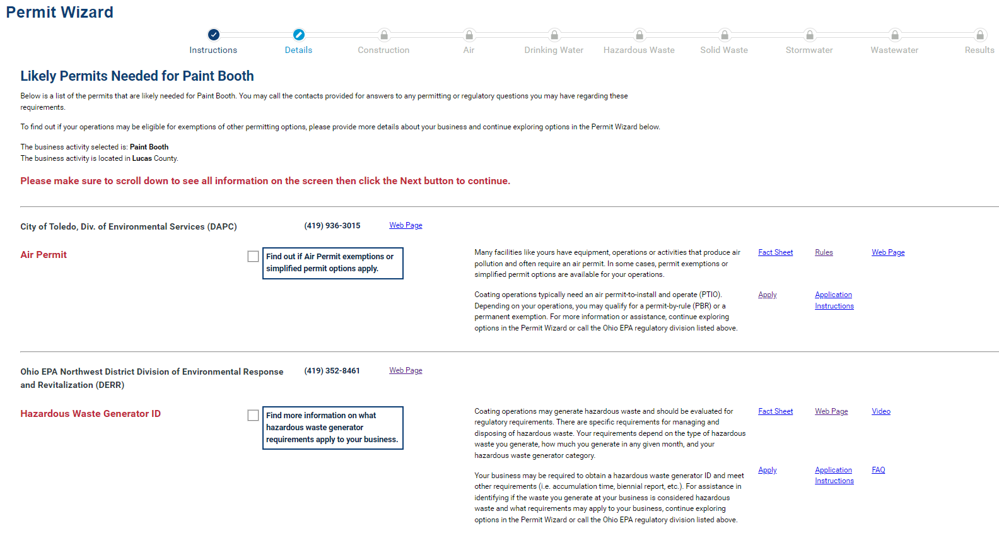 Permit Wizard
Instructions
Details
Construction
Air
Drinking Water
Hazardous Waste
Solid Waste
Stormwater
Wastewater
Results
Likely Permits Needed for Paint Booth
Below is a list of the permits that are likely needed for Paint Booth. You may call the contacts provided for answers to any permitting or regulatory questions you may have regarding these
requirements.
To find out if your operations may be eligible for exemptions of other permitting options, please provide more details about your business and continue exploring options in the Permit Wizard below.
The business activity selected is: Paint Booth
The business activity is located in Lucas County.
Please make sure to scroll down to see all information on the screen then click the Next button to continue.
City of Toledo, Div. of Environmental Services (DAPC)
(419) 936-3015
Web Page
Air Permit
Find out if Air Permit exemptions or
simplified permit options apply.
Many facilities like yours have equipment, operations or activities that produce air
pollution and often require an air permit. In some cases, permit exemptions or
simplified permit options are available for your operations.
Fact Sheet
Rules
Web Page
Coating operations typically need an air permit-to-install and operate (PTIO).
Depending on your operations, you may qualify for a permit-by-rule (PBR) or a
permanent exemption. For more information or assistance, continue exploring
options in the Permit Wizard or call the Ohio EPA regulatory division listed above.
Apply
Application
Instructions
Ohio EPA Northwest District Division of Environmental Response
and Revitalization (DERR)
(419) 352-8461
Web Page
Hazardous Waste Generator ID
Find more information on what
hazardous waste generator
requirements apply to your business.
Coating operations may generate hazardous waste and should be evaluated for
regulatory requirements. There are specific requirements for managing and
disposing of hazardous waste. Your requirements depend on the type of hazardous
waste you generate, how much you generate in any given month, and your
hazardous waste generator category.
Fact Sheet
Web Page
Video
Your business may be required to obtain a hazardous waste generator ID and meet
other requirements (i.e. accumulation time, biennial report, etc.). For assistance in
identifying if the waste you generate at your business is considered hazardous
waste and what requirements may apply to your business, continue exploring
options in the Permit Wizard or call the Ohio EPA regulatory division listed above.
Apply
Application
Instructions
FAQ